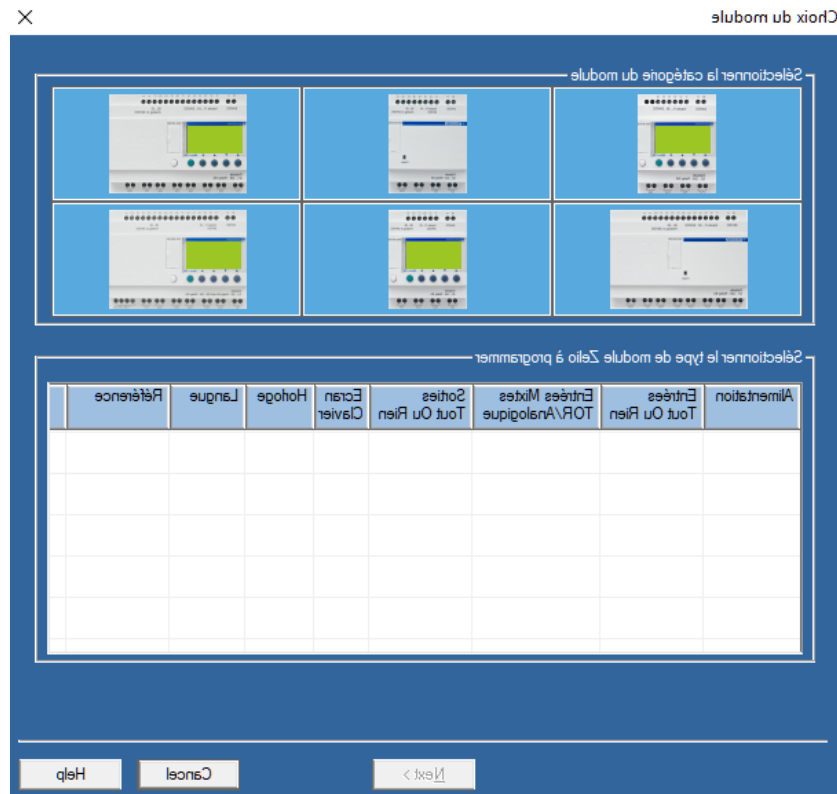 Choix du module
Sélectionner la catégorie du module
Sélectionner le type de module Zelio à programmer
Alimentation
Entrées
Tout Ou Rien
Entrées Mixtes
TOR/Analogique
Sorties
Tout Ou Rien
Ecran
Clavier
Horloge
Langue
Référence
Next >
Cancel
Help